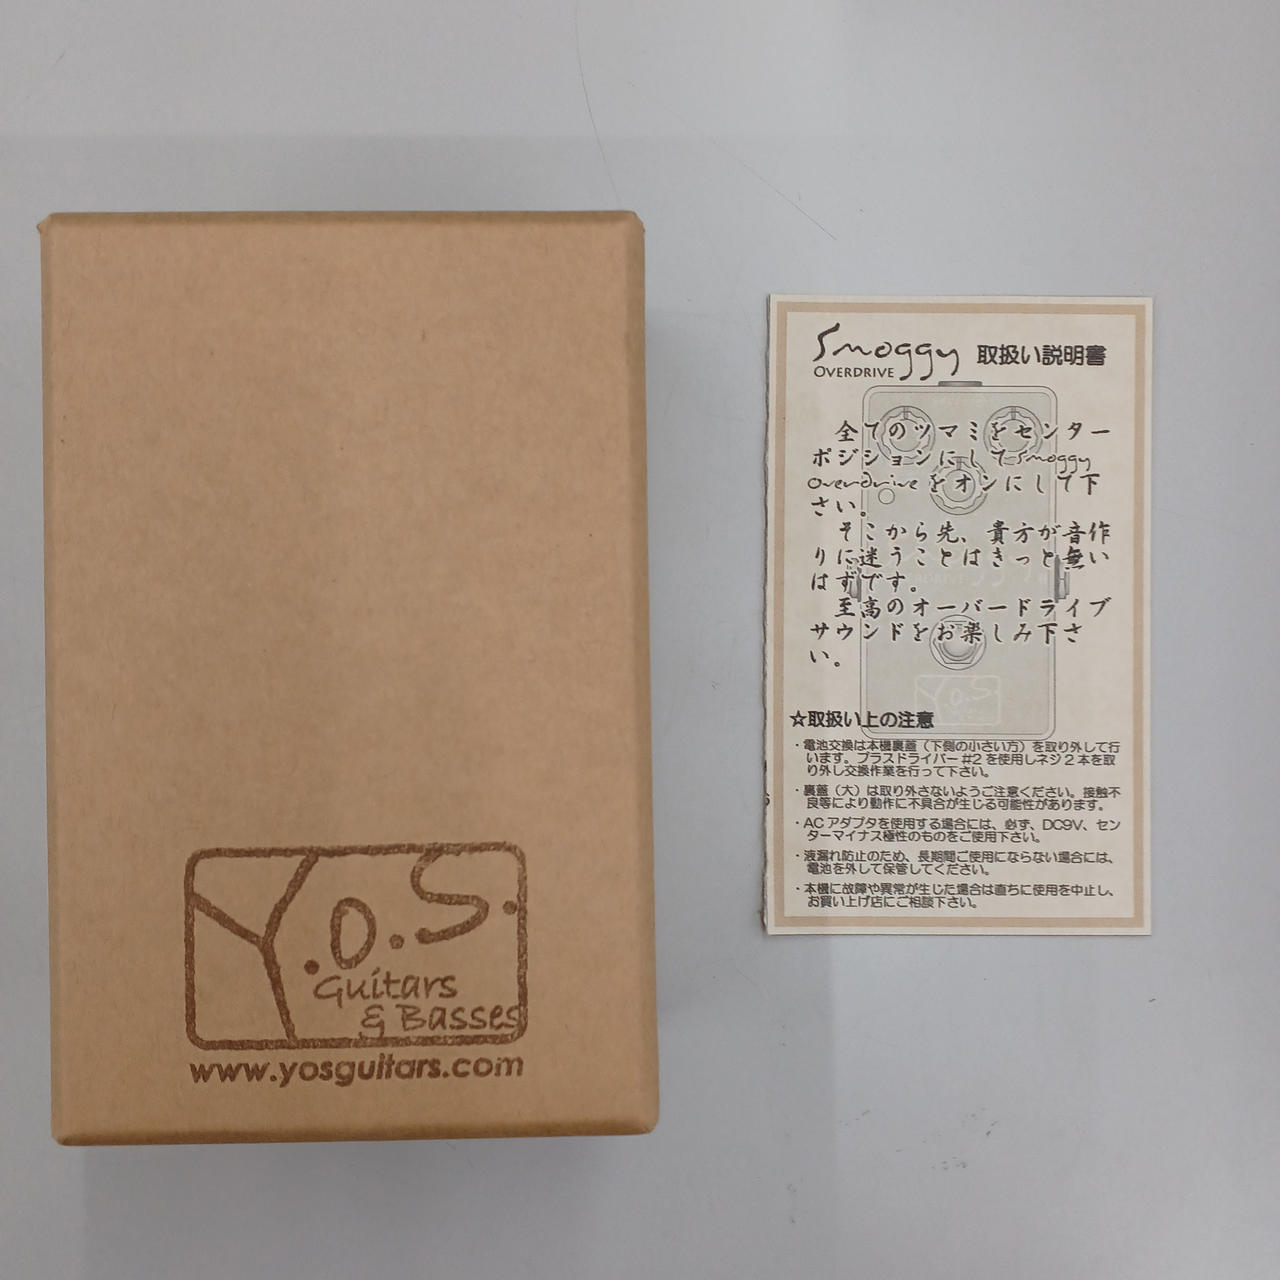 Y.O.S.
Guitars
& Basses
www.yosguitars.com
Smoggy 取扱い説明書
OVERDRIVE
全てのツマミをセンター
ポジションにしてSmoggy
Overdriveをオンにして下
さい。
そこから先、貴方が音作
りに迷うことはきっと無い
はずです。
至高のオーバードライブ
サウンドをお楽しみ下さ
い。
Y.O.S.
☆取扱い上の注意
・電池交換は本機裏蓋（下側の小さい方）を取り外して行
います。プラスドライバー#2を使用しネジ2本を取
り外し交換作業を行って下さい。
・裏蓋（大）は取り外さないようご注意ください。接触不
良等により動作に不具合が生じる可能性があります。
・ACアダプタを使用する場合には、必ず、DC9V、セン
ターマイナス極性のものをご使用下さい。
・液漏れ防止のため、長期間ご使用にならない場合には、
電池を外して保管してください。
・本機に故障や異常が生じた場合は直ちに使用を中止し、
お買い上げ店にご相談下さい。